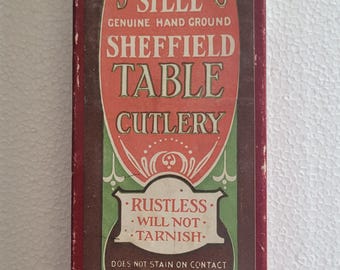 GENUINE HAND GROUND
SHEFFIELD
TABLE
CUTLERY
RUSTLESS
· WILL NOT ·
TARNISH·
DOES NOT STAIN ON CONTACT